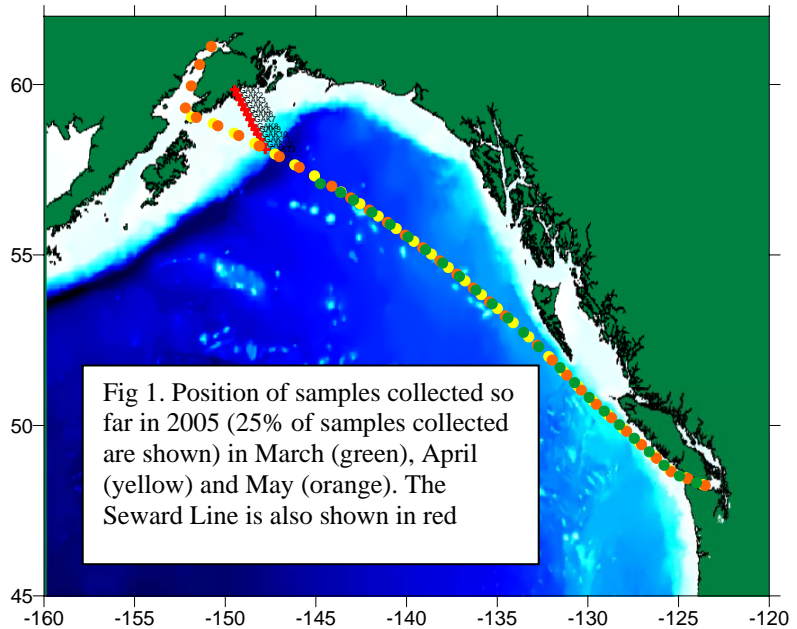 60
55
50
45
-160 -155 -150 -145 -140 -135 -130 -125 -120
Fig 1. Position of samples collected so
far in 2005 (25% of samples collected
are shown) in March (green), April
(yellow) and May (orange). The
Seward Line is also shown in red